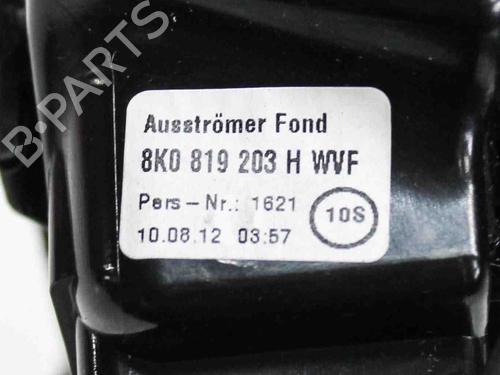 B-PARTS
Ausströmer Fond
8K0 819 203 H WVF
Pers-Nr.: 1621
10S
10.08.12 03:57